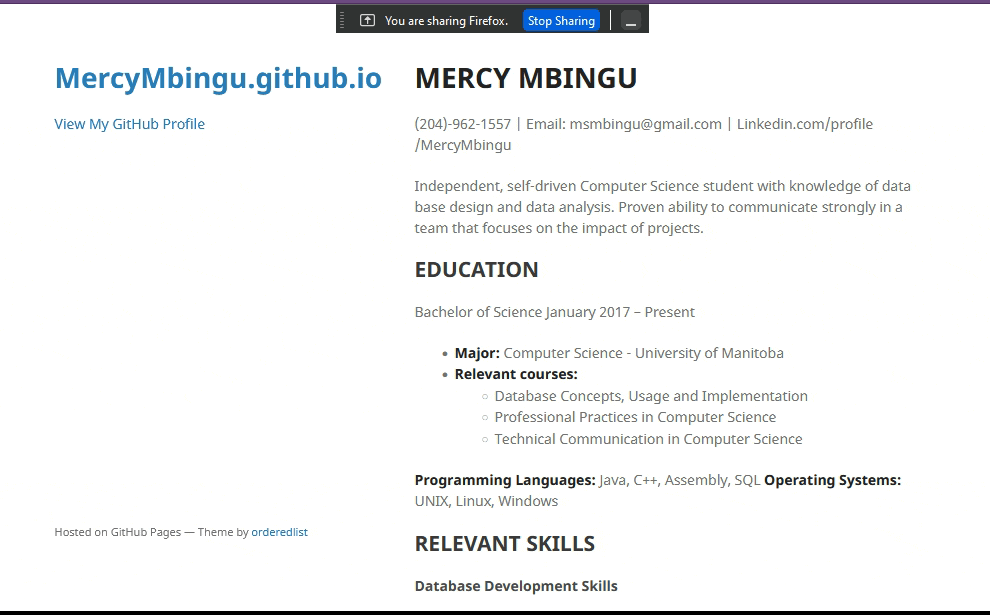 You are sharing Firefox. Stop Sharing
MercyMbingu.github.io
View My GitHub Profile
MERCY MBINGU
(204)-962-1557 | Email: msmbingu@gmail.com | Linkedin.com/profile
/MercyMbingu
Independent, self-driven Computer Science student with knowledge of data
base design and data analysis. Proven ability to communicate strongly in a
team that focuses on the impact of projects.
EDUCATION
Bachelor of Science January 2017 – Present
• Major: Computer Science - University of Manitoba
• Relevant courses:
○ Database Concepts, Usage and Implementation
○ Professional Practices in Computer Science
○ Technical Communication in Computer Science
Programming Languages: Java, C++, Assembly, SQL Operating Systems:
UNIX, Linux, Windows
RELEVANT SKILLS
Database Development Skills
Hosted on GitHub Pages — Theme by orderedlist